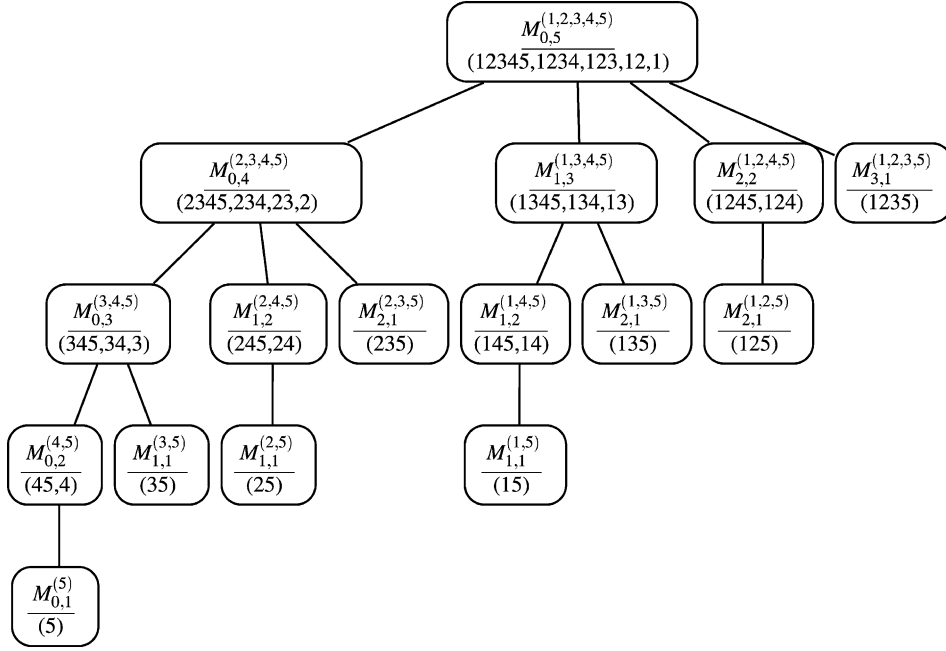 M_{0,5}^{(1,2,3,4,5)}
(12345,1234,123,12,1)
M_{0,4}^{(2,3,4,5)}
(2345,234,23,2)
M_{1,3}^{(1,3,4,5)}
(1345,134,13)
M_{2,2}^{(1,2,4,5)}
(1245,124)
M_{3,1}^{(1,2,3,5)}
(1235)
M_{0,3}^{(3,4,5)}
(345,34,3)
M_{1,2}^{(2,4,5)}
(245,24)
M_{2,1}^{(2,3,5)}
(235)
M_{1,2}^{(1,4,5)}
(145,14)
M_{2,1}^{(1,3,5)}
(135)
M_{2,1}^{(1,2,5)}
(125)
M_{0,2}^{(4,5)}
(45,4)
M_{1,1}^{(3,5)}
(35)
M_{1,1}^{(2,5)}
(25)
M_{1,1}^{(1,5)}
(15)
M_{0,1}^{(5)}
(5)